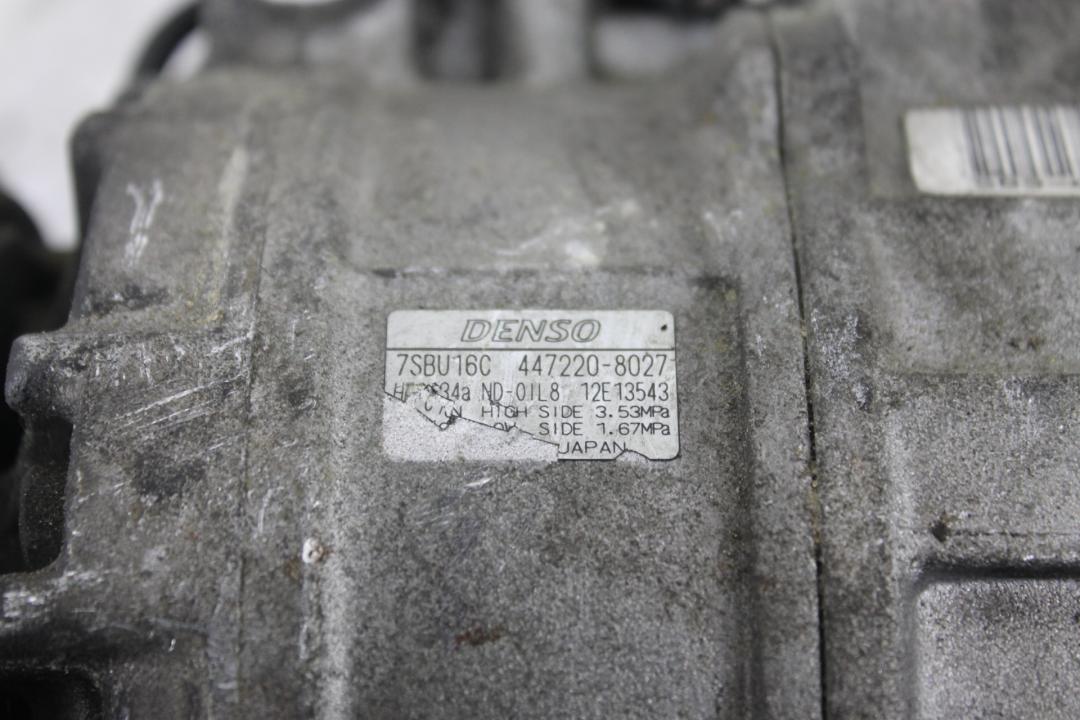 DENSO
7SBU16C 447220-8027
ND-OIL8 12E13543
HIGH SIDE 3.53MPa
SIDE 1.67MPa
JAPAN